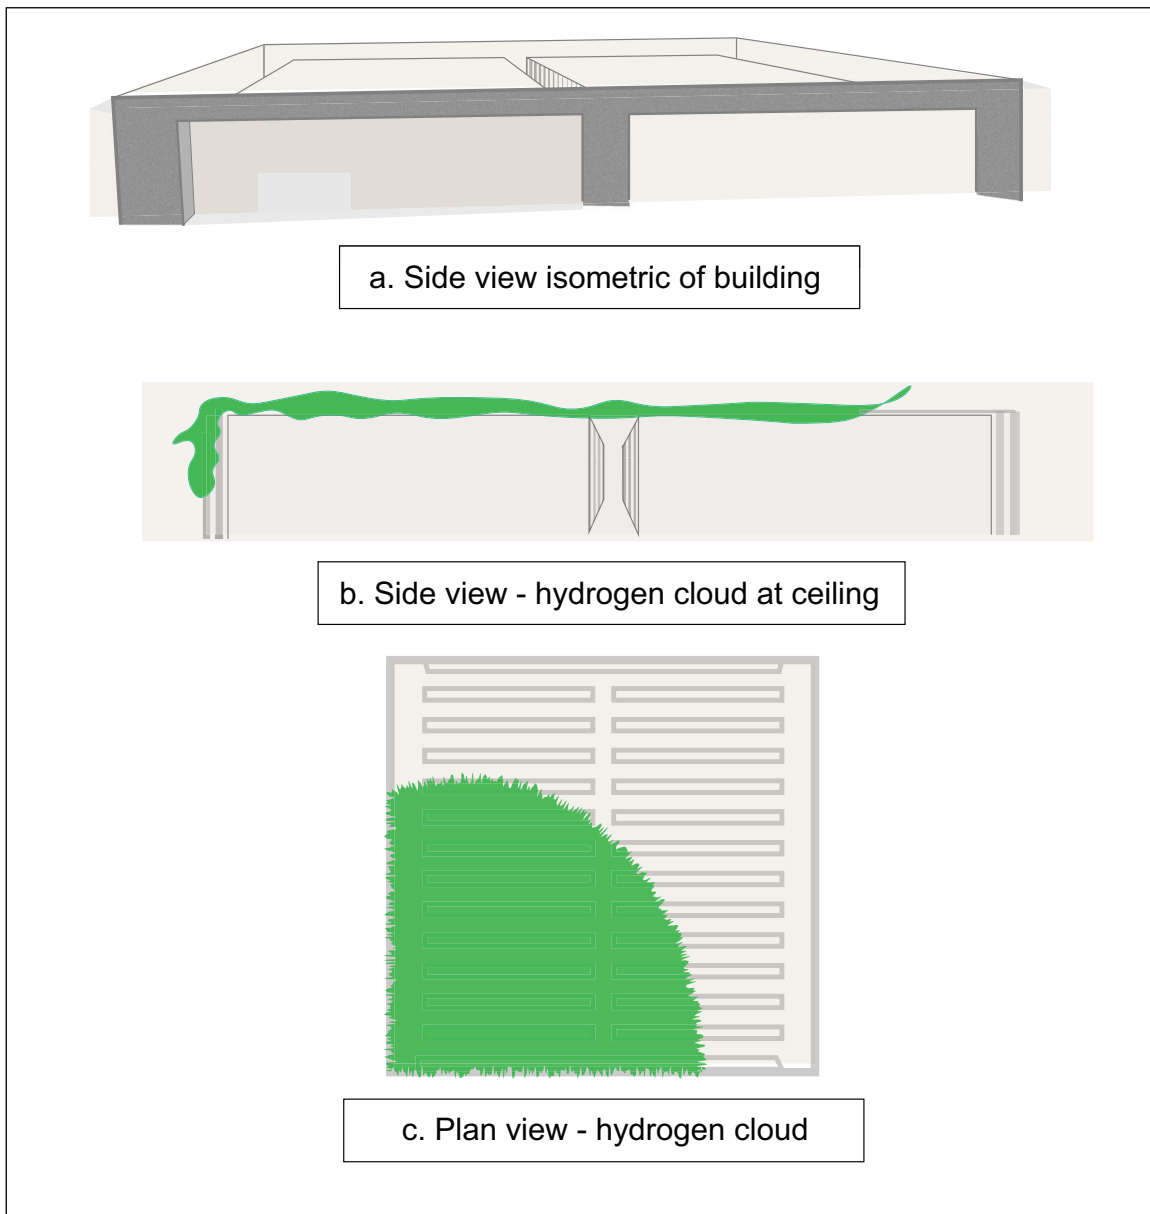 a. Side view isometric of building
b. Side view - hydrogen cloud at ceiling
c. Plan view - hydrogen cloud